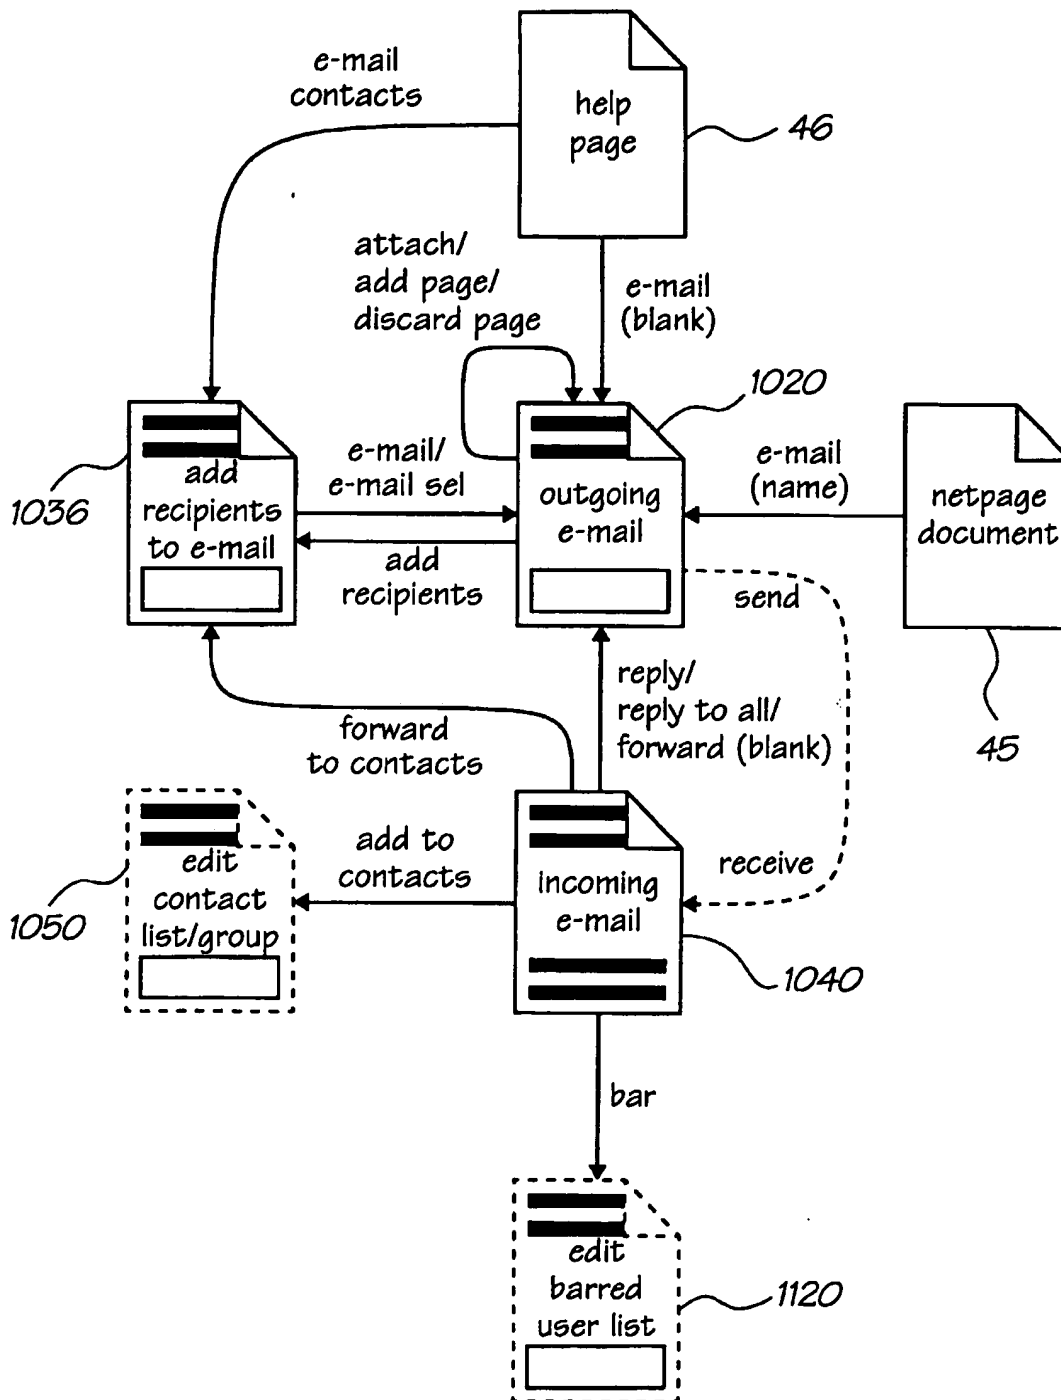 e-mail
contacts
help
page
46
attach/
add page/
discard page
e-mail
(blank)
1020
1036
add
recipients
to e-mail
e-mail/
e-mail sel
add
recipients
outgoing
e-mail
e-mail
(name)
netpage
document
45
send
reply/
reply to all/
forward (blank)
forward
to contacts
1050
edit
contact
list/group
add to
contacts
incoming
e-mail
receive
1040
bar
edit
barred
user list
1120